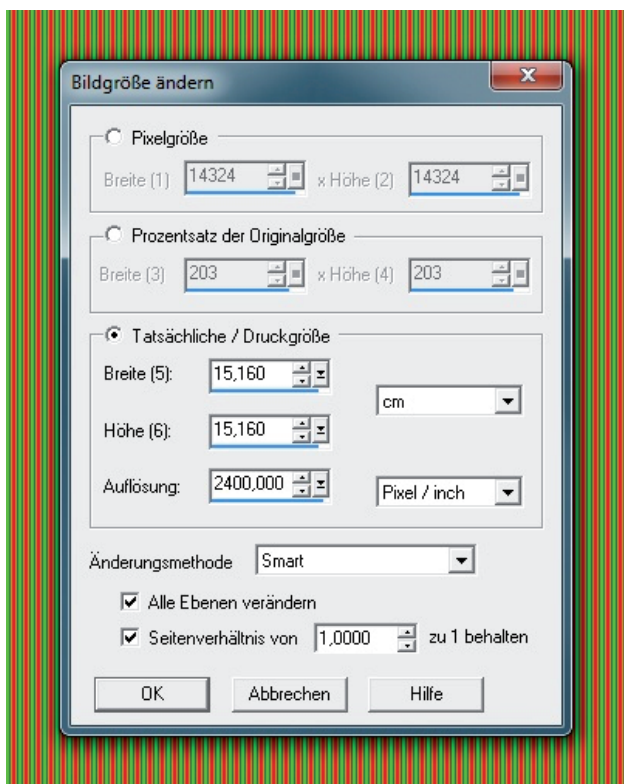 Bildgröße ändern
Pixelgröße
Breite (1) 14324 x Höhe (2) 14324
Prozentsatz der Originalgröße
Breite (3) 203 x Höhe (4) 203
Tatsächliche / Druckgröße
Breite (5): 15,160
cm
Höhe (6): 15,160
Auflösung: 2400,000 Pixel / inch
Änderungsmethode Smart
Alle Ebenen verändern
Seitenverhältnis von 1,0000 zu 1 behalten
OK Abbrechen Hilfe